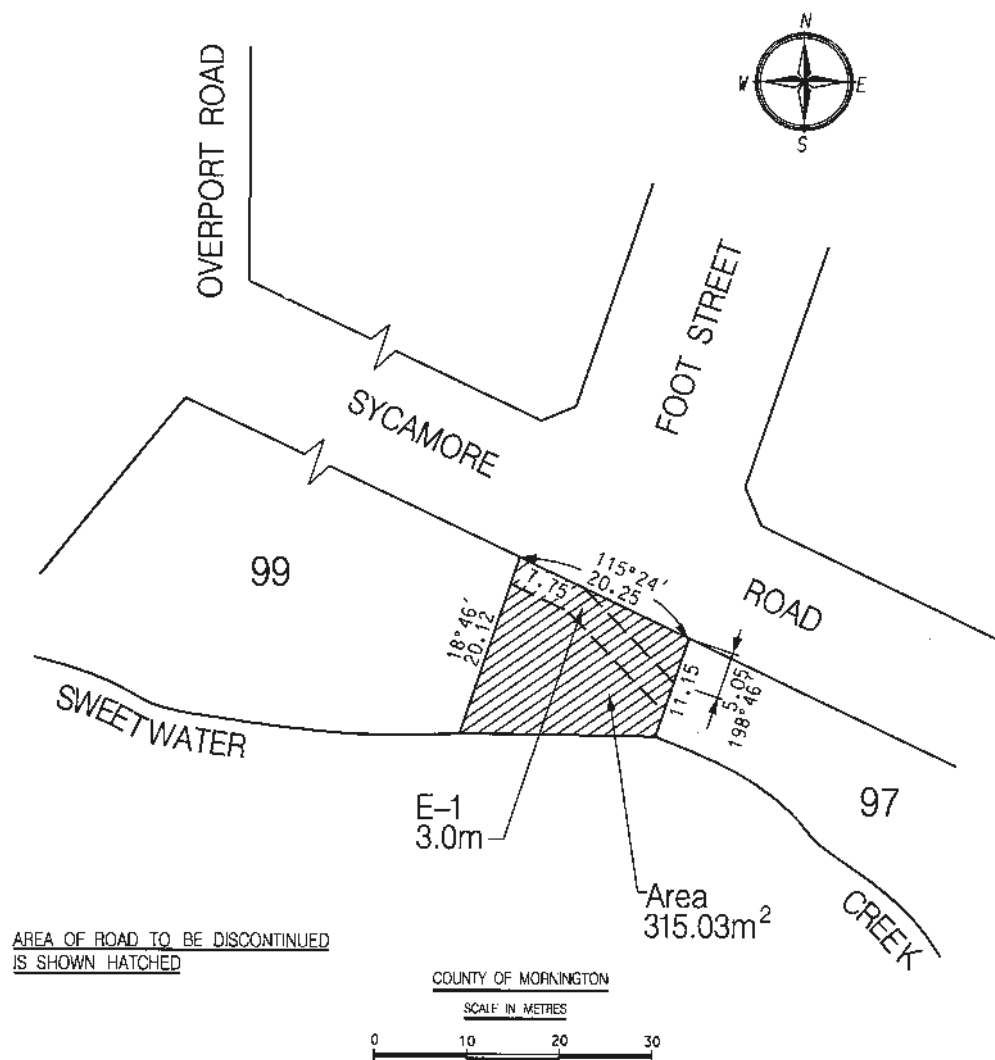 N
W E
S
OVERPORT ROAD
FOOT STREET
SYCAMORE
ROAD
99
115°24'
20.25
7.75
18°46'
20.12
11.15
5.05
198°46'
SWEETWATER
97
E-1
3.0m
Area
315.03m²
CREEK
AREA OF ROAD TO BE DISCONTINUED
IS SHOWN HATCHED
COUNTY OF MORNINGTON
SCALE IN METRES
0 10 20 30